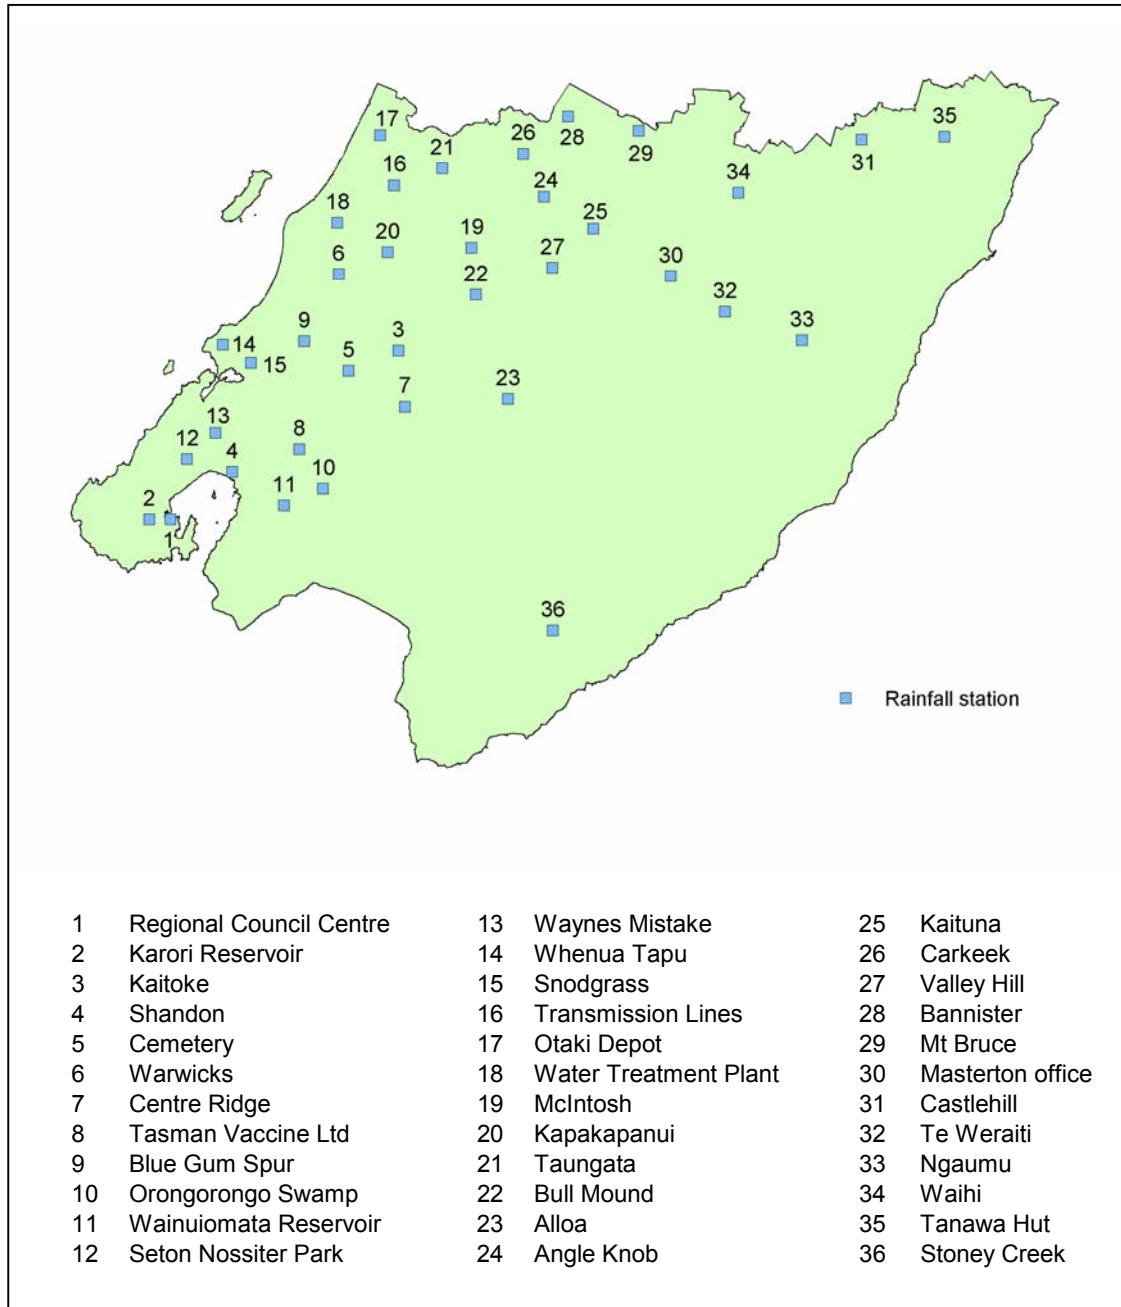 17
28
35
26
29
21
31
16
34
24
18
25
19
20
27
6
22
30
32
9
3
33
14
5
15
23
7
13
12
8
4
10
11
2
1
36
Rainfall station
1 Regional Council Centre 13 Waynes Mistake 25 Kaituna
2 Karori Reservoir 14 Whenua Tapu 26 Carkeek
3 Kaitoke 15 Snodgrass 27 Valley Hill
4 Shandon 16 Transmission Lines 28 Bannister
5 Cemetery 17 Otaki Depot 29 Mt Bruce
6 Warwicks 18 Water Treatment Plant 30 Masterton office
7 Centre Ridge 19 McIntosh 31 Castlehill
8 Tasman Vaccine Ltd 20 Kapakapanui 32 Te Weraiti
9 Blue Gum Spur 21 Taungata 33 Ngaumu
10 Orongorongo Swamp 22 Bull Mound 34 Waihi
11 Wainuiomata Reservoir 23 Alloa 35 Tanawa Hut
12 Seton Nossiter Park 24 Angle Knob 36 Stoney Creek